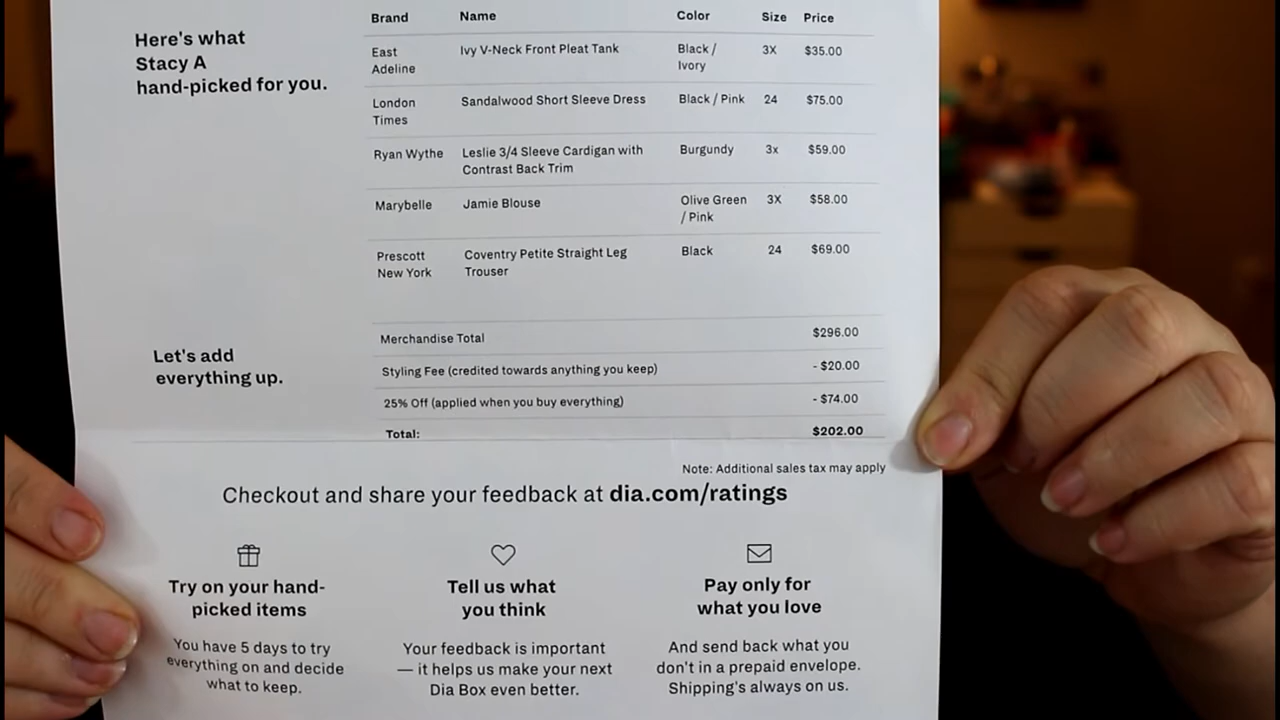 Here's what
Stacy A
hand-picked for you.
Brand Name Color Size Price
East Adeline Ivy V-Neck Front Pleat Tank Black / Ivory 3X $35.00
London Times Sandalwood Short Sleeve Dress Black / Pink 24 $75.00
Ryan Wythe Leslie 3/4 Sleeve Cardigan with Contrast Back Trim Burgundy 3x $59.00
Marybelle Jamie Blouse Olive Green / Pink 3X $58.00
Prescott New York Coventry Petite Straight Leg Trouser Black 24 $69.00
Let's add
everything up.
Merchandise Total $296.00
Styling Fee (credited towards anything you keep) - $20.00
25% Off (applied when you buy everything) - $74.00
Total: $202.00
Note: Additional sales tax may apply
Checkout and share your feedback at dia.com/ratings
Try on your hand-
picked items
You have 5 days to try
everything on and decide
what to keep.
Tell us what
you think
Your feedback is important
— it helps us make your next
Dia Box even better.
Pay only for
what you love
And send back what you
don't in a prepaid envelope.
Shipping's always on us.